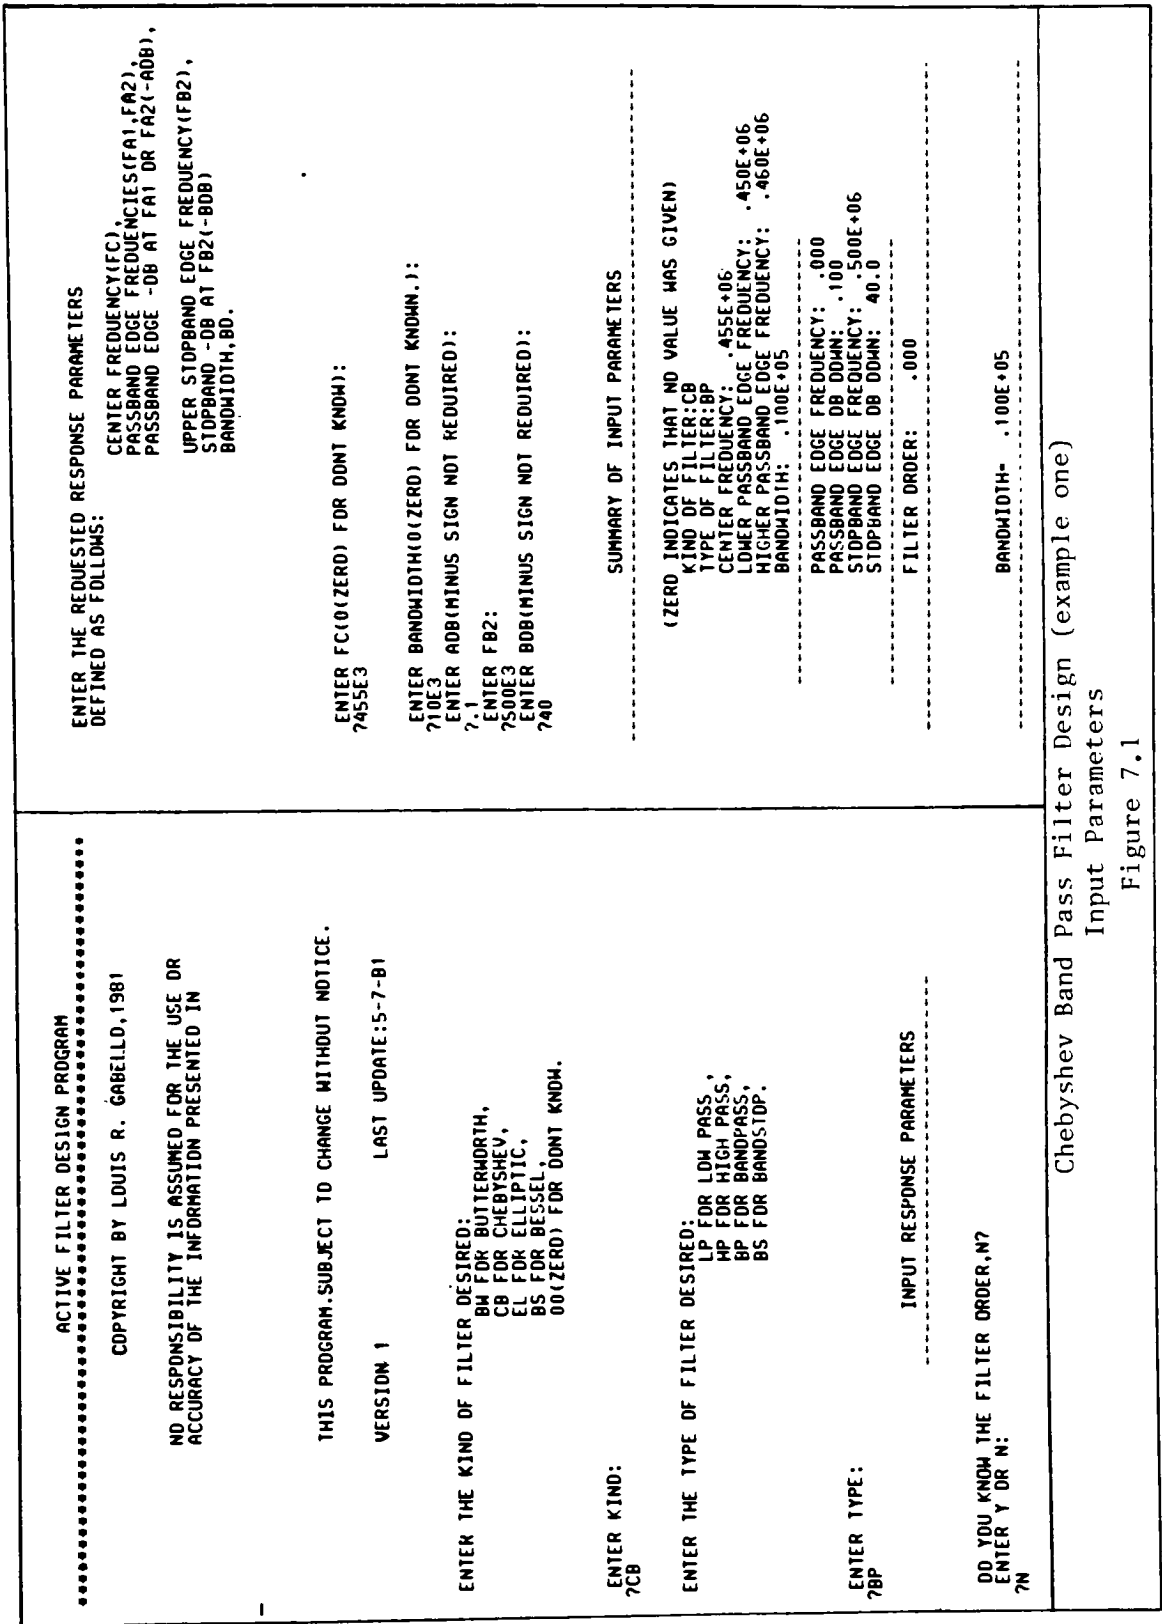 ACTIVE FILTER DESIGN PROGRAM
COPYRIGHT BY LOUIS R. GABELLO,1981
NO RESPONSIBILITY IS ASSUMED FOR THE USE OR
ACCURACY OF THE INFORMATION PRESENTED IN
THIS PROGRAM.SUBJECT TO CHANGE WITHOUT NOTICE.
VERSION 1 LAST UPDATE:5-7-81
ENTER THE KIND OF FILTER DESIRED:
BW FOR BUTTERWORTH,
CB FOR CHEBYSHEV,
EL FOR ELLIPTIC,
BS FOR BESSEL,
00(ZERO) FOR DONT KNOW.
ENTER KIND:
?CB
ENTER THE TYPE OF FILTER DESIRED:
LP FOR LOW PASS,
HP FOR HIGH PASS,
BP FOR BANDPASS,
BS FOR BANDSTOP.
ENTER TYPE:
?BP
INPUT RESPONSE PARAMETERS
DO YOU KNOW THE FILTER ORDER,N?
ENTER Y OR N:
?N
ENTER THE REQUESTED RESPONSE PARAMETERS
DEFINED AS FOLLOWS:
CENTER FREQUENCY(FC),
PASSBAND EDGE FREQUENCIES(FA1,FA2),
PASSBAND EDGE -DB AT FA1 OR FA2(-ADB),
UPPER STOPBAND EDGE FREQUENCY(FB2),
STOPBAND -DB AT FB2(-BDB)
BANDWIDTH,BD.
ENTER FC(0(ZERO) FOR DONT KNOW):
?455E3
ENTER BANDWIDTH(0(ZERO) FOR DONT KNOWN.):
?10E3
ENTER ADB(MINUS SIGN NOT REQUIRED):
?.1
ENTER FB2:
?500E3
ENTER BDB(MINUS SIGN NOT REQUIRED):
?40
SUMMARY OF INPUT PARAMETERS
(ZERO INDICATES THAT NO VALUE WAS GIVEN)
KIND OF FILTER:CB
TYPE OF FILTER:BP
CENTER FREQUENCY: .455E+06
LOWER PASSBAND EDGE FREQUENCY: .450E+06
HIGHER PASSBAND EDGE FREQUENCY: .460E+06
BANDWIDTH: .100E+05
PASSBAND EDGE FREQUENCY: .000
PASSBAND EDGE DB DOWN: .100
STOPBAND EDGE FREQUENCY: .500E+06
STOPBAND EDGE DB DOWN: 40.0
FILTER ORDER: .000
BANDWIDTH= .100E+05
Chebyshev Band Pass Filter Design (example one)
Input Parameters
Figure 7.1